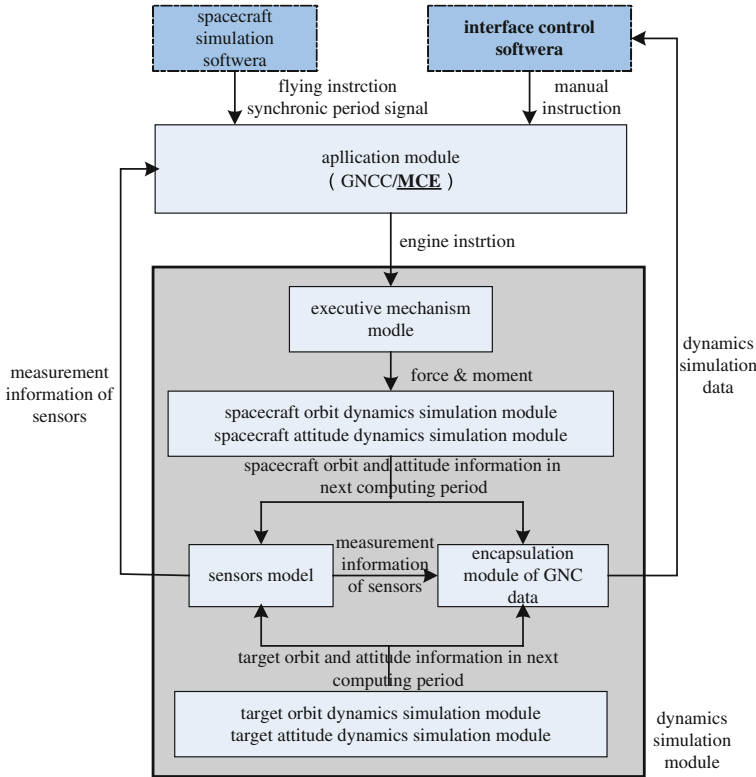 spacecraft
simulation
softwera
interface control
softwera
flying instrction
synchronic period signal
manual
instruction
apllication module
( GNCC/MCE )
engine instrtion
executive mechanism
modle
force & moment
measurement
information of
sensors
dynamics
simulation
data
spacecraft orbit dynamics simulation module
spacecraft attitude dynamics simulation module
spacecraft orbit and attitude information in
next computing period
sensors model
measurement
information
of sensors
encapsulation
module of GNC
data
target orbit and attitude information in next
computing period
target orbit dynamics simulation module
target attitude dynamics simulation module
dynamics
simulation
module